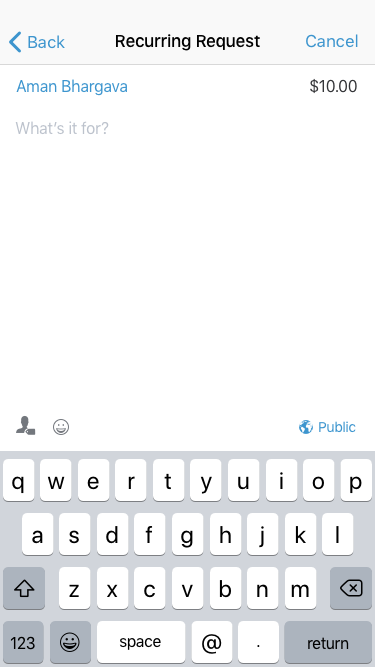 Back Recurring Request Cancel
Aman Bhargava $10.00
What's it for?
Public
q w e r t y u i o p
a s d f g h j k l
z x c v b n m
123 space @ . return